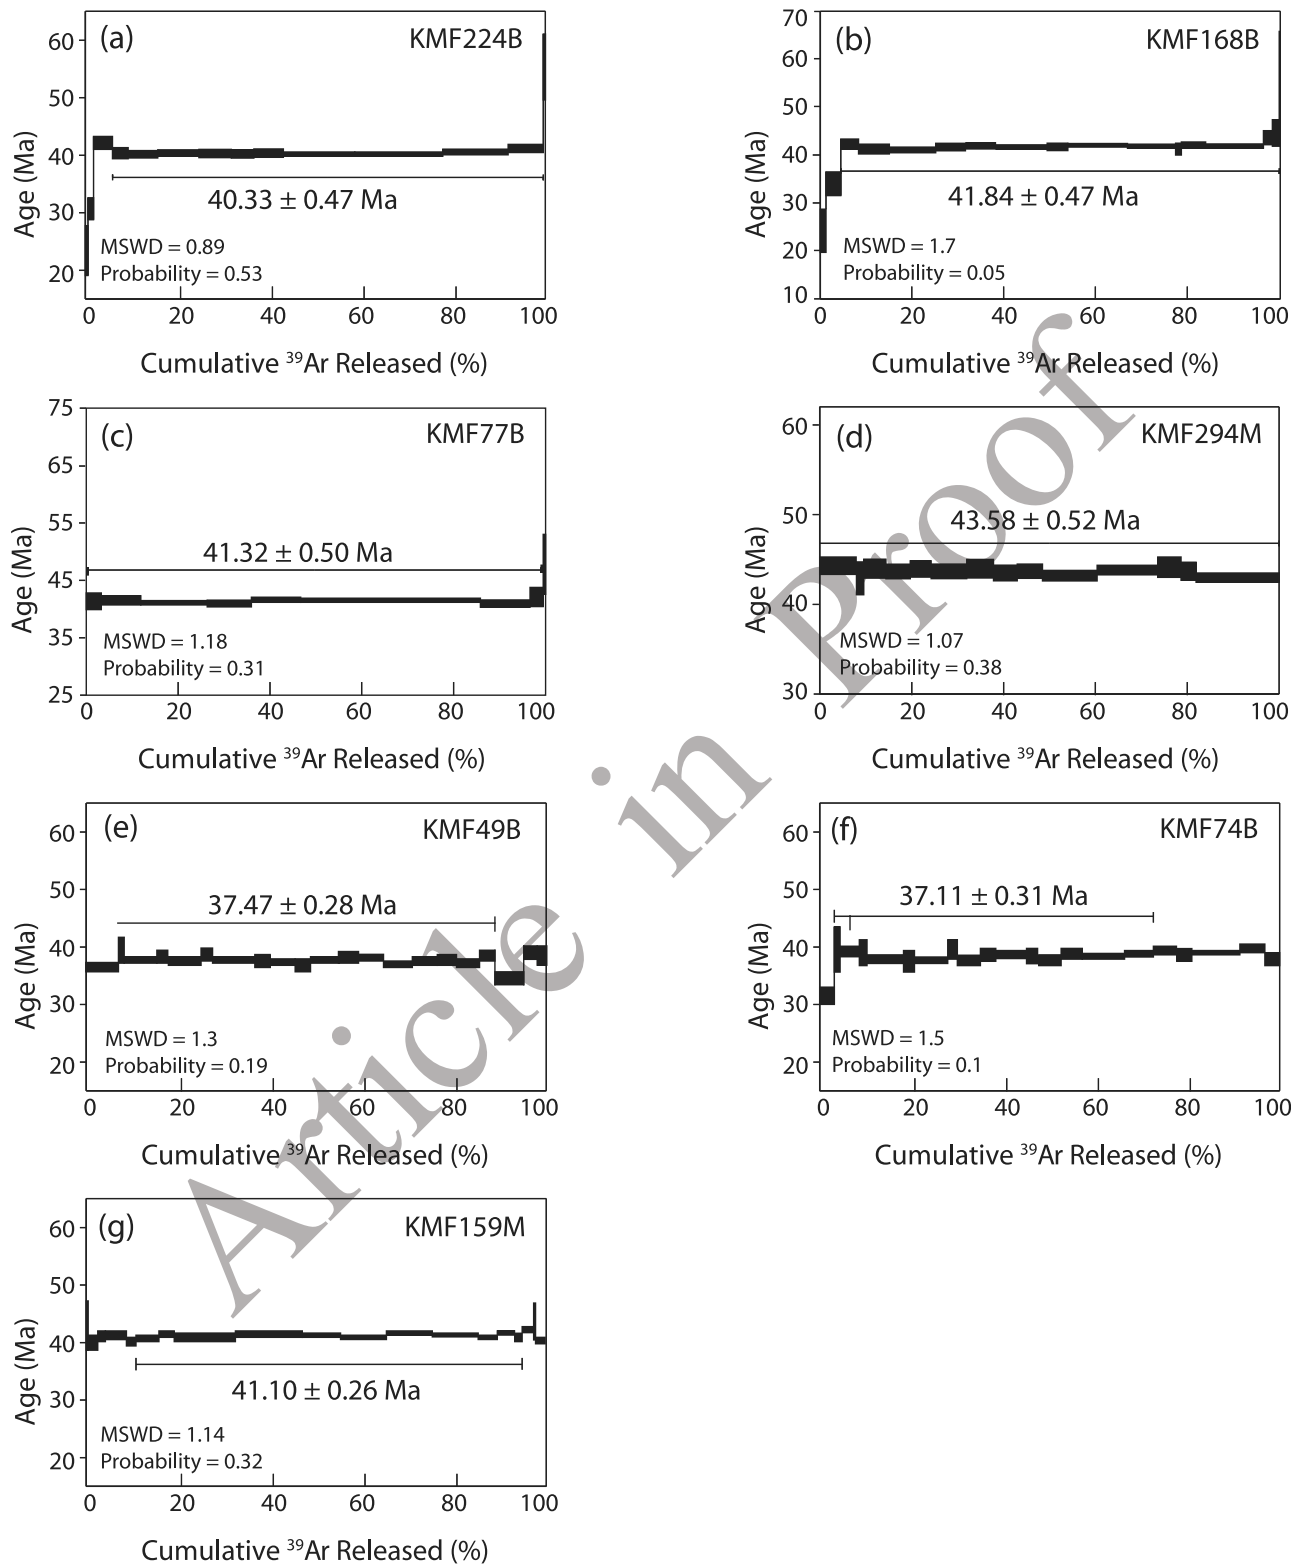 (a) KMF224B
60
50
40
30
20
Age (Ma)
40.33 ± 0.47 Ma
MSWD = 0.89
Probability = 0.53
0 20 40 60 80 100
Cumulative ³⁹Ar Released (%)
(b) KMF168B
70
60
50
40
30
20
10
Age (Ma)
41.84 ± 0.47 Ma
MSWD = 1.7
Probability = 0.05
0 20 40 60 80 100
Cumulative ³⁹Ar Released (%)
(c) KMF77B
75
65
55
45
35
25
Age (Ma)
41.32 ± 0.50 Ma
MSWD = 1.18
Probability = 0.31
0 20 40 60 80 100
Cumulative ³⁹Ar Released (%)
(d) KMF294M
60
50
40
30
Age (Ma)
43.58 ± 0.52 Ma
MSWD = 1.07
Probability = 0.38
0 20 40 60 80 100
Cumulative ³⁹Ar Released (%)
(e) KMF49B
60
50
40
30
20
Age (Ma)
37.47 ± 0.28 Ma
MSWD = 1.3
Probability = 0.19
0 20 40 60 80 100
Cumulative ³⁹Ar Released (%)
(f) KMF74B
60
50
40
30
20
Age (Ma)
37.11 ± 0.31 Ma
MSWD = 1.5
Probability = 0.1
0 20 40 60 80 100
Cumulative ³⁹Ar Released (%)
(g) KMF159M
60
50
40
30
20
Age (Ma)
41.10 ± 0.26 Ma
MSWD = 1.14
Probability = 0.32
0 20 40 60 80 100
Cumulative ³⁹Ar Released (%)
Article in Proof